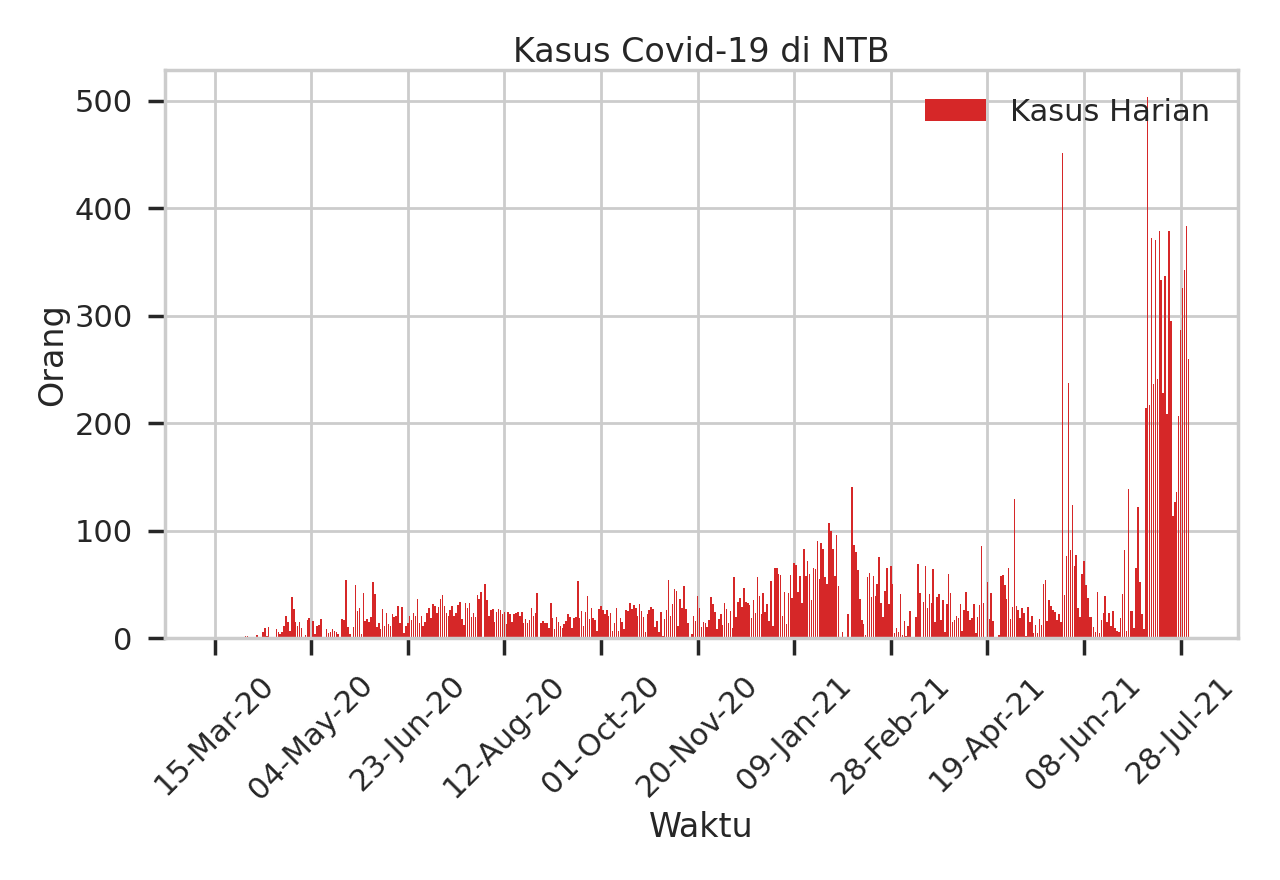 Kasus Covid-19 di NTB
Kasus Harian
Orang
500
400
300
200
100
0
15-Mar-20
04-May-20
23-Jun-20
12-Aug-20
01-Oct-20
20-Nov-20
09-Jan-21
28-Feb-21
19-Apr-21
08-Jun-21
28-Jul-21
Waktu